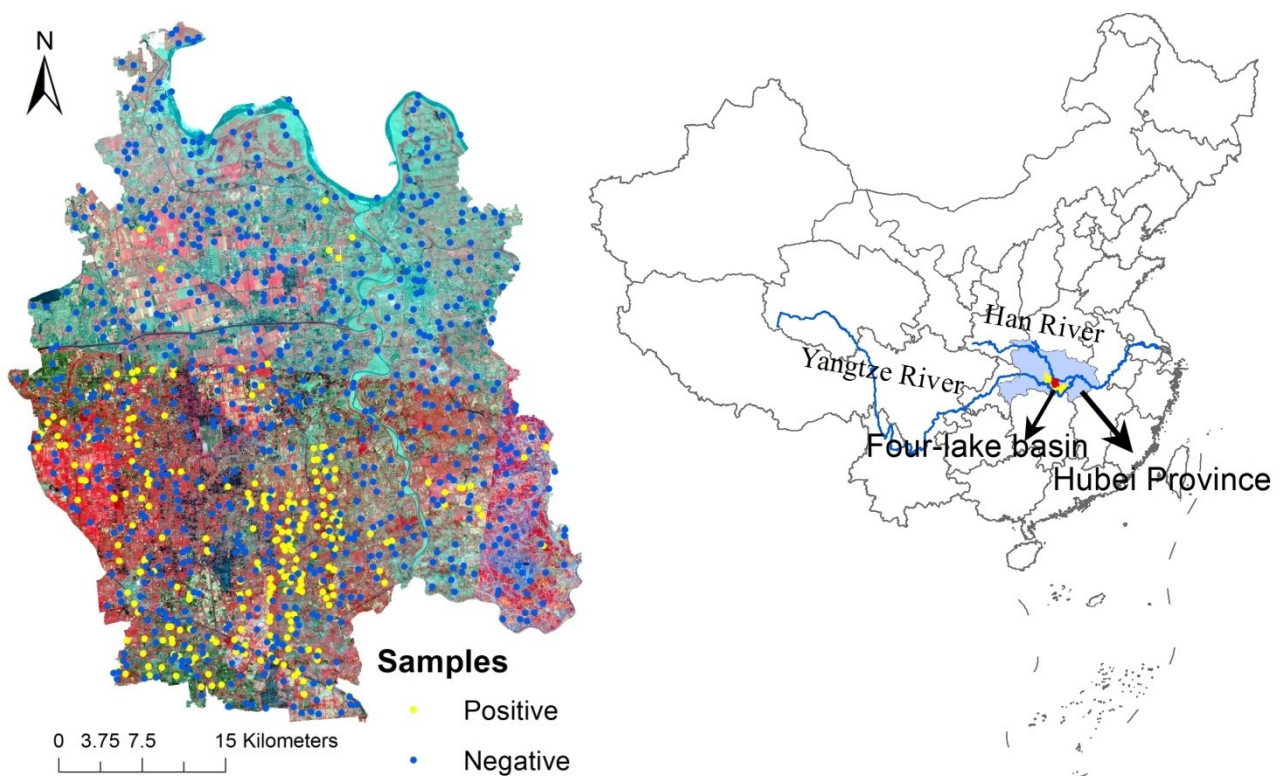 N
Samples
Positive
Negative
0 3.75 7.5 15 Kilometers
Han River
Yangtze River
Four-lake basin
Hubei Province